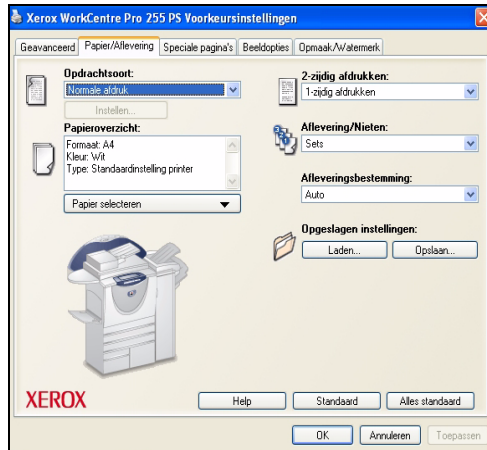 Xerox WorkCentre Pro 255 PS Voorkeursinstellingen
Geavanceerd Papier/Aflevering Speciale pagina's Beeldopties Opmaak/Watermerk
Opdrachtsoort:
Normale afdruk
Instellen...
Papieroverzicht:
Formaat: A4
Kleur: Wit
Type: Standaardinstelling printer
Papier selecteren
2-zijdig afdrukken:
1-zijdig afdrukken
Aflevering/Nieten:
Sets
Afleveringsbestemming:
Auto
Opgeslagen instellingen:
Laden... Opslaan...
XEROX
Help Standaard Alles standaard
OK Annuleren Toepassen